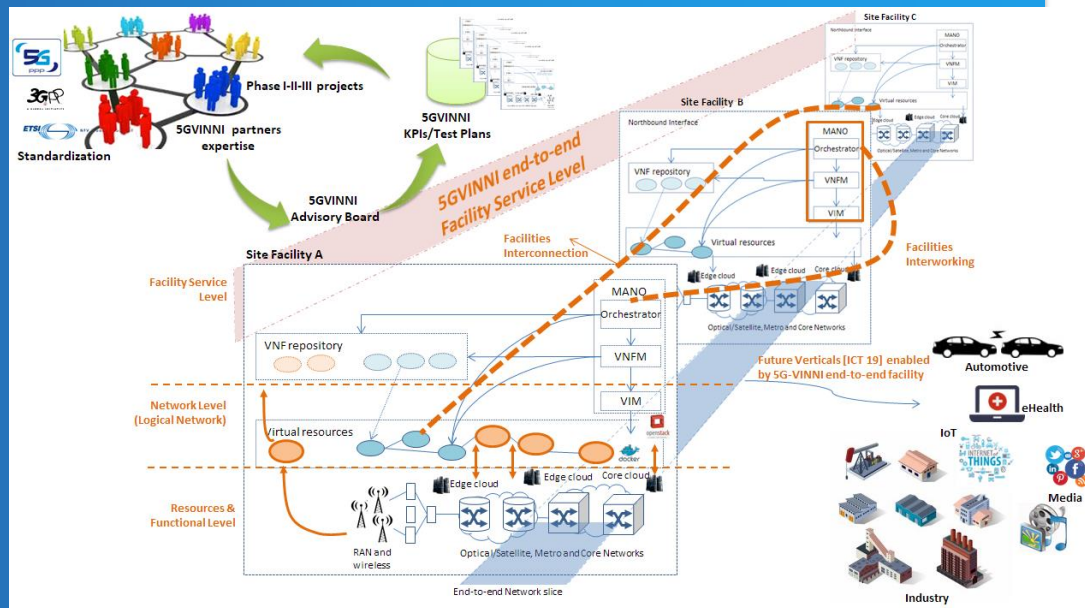 Site Facility C
Northbound Interface
MANO
Orchestrator
VNF repository
VNFM
VIM
Virtual resources
Edge cloud
Edge cloud
Core cloud
Optical/Satellite, Metro and Core Networks
5G
PPP
3GPP
ETSI
Standardization
Phase I-II-III projects
5GVINNI partners
expertise
5GVINNI
KPIs/Test Plans
5GVINNI
Advisory Board
5GVINNI end-to-end
Facility Service Level
Site Facility B
Northbound Interface
MANO
Orchestrator
VNF repository
VNFM
VIM
Virtual resources
Edge cloud
Edge cloud
Core cloud
Optical/Satellite, Metro and Core Networks
Facilities
Interconnection
Facilities
Interworking
Site Facility A
Facility Service
Level
MANO
Orchestrator
VNF repository
VNFM
VIM
Network Level
(Logical Network)
Virtual resources
openstack
docker
Edge cloud
Edge cloud
Core cloud
Resources &
Functional Level
RAN and
wireless
Optical/Satellite, Metro and Core Networks
End-to-end Network slice
Future Verticals [ICT 19] enabled
by 5G-VINNI end-to-end facility
Automotive
eHealth
IoT
INTERNET
OF
THINGS
Media
Industry